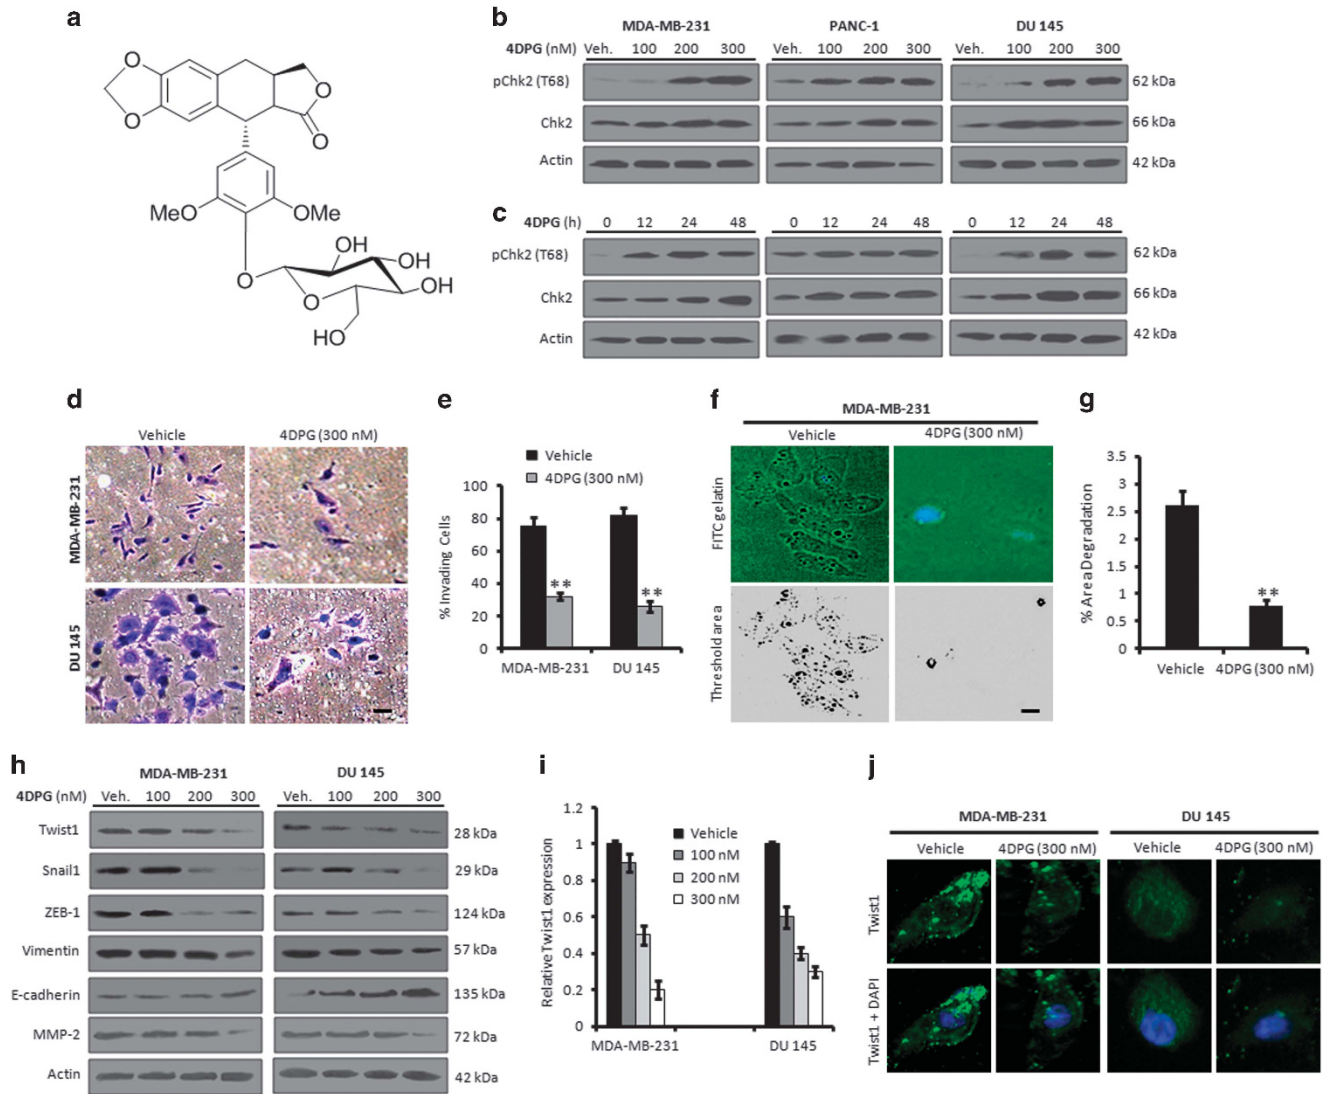 a
O
O
O
O
MeO
OMe
O
O
OH
OH
OH
HO
b
MDA-MB-231 PANC-1 DU 145
4DPG (nM) Veh. 100 200 300 Veh. 100 200 300 Veh. 100 200 300
pChk2 (T68) 62 kDa
Chk2 66 kDa
Actin 42 kDa
c
4DPG (h) 0 12 24 48 0 12 24 48 0 12 24 48
pChk2 (T68) 62 kDa
Chk2 66 kDa
Actin 42 kDa
d
Vehicle 4DPG (300 nM)
MDA-MB-231
DU 145
e
Vehicle
4DPG (300 nM)
% Invading Cells
100
80
60
40
20
0
** **
MDA-MB-231 DU 145
f
MDA-MB-231
Vehicle 4DPG (300 nM)
FITC gelatin
Threshold area
g
% Area Degradation
3.5
3
2.5
2
1.5
1
0.5
0
**
Vehicle 4DPG (300 nM)
h
MDA-MB-231 DU 145
4DPG (nM) Veh. 100 200 300 Veh. 100 200 300
Twist1 28 kDa
Snail1 29 kDa
ZEB-1 124 kDa
Vimentin 57 kDa
E-cadherin 135 kDa
MMP-2 72 kDa
Actin 42 kDa
i
Relative Twist1 expression
1.2
1
0.8
0.6
0.4
0.2
0
Vehicle
100 nM
200 nM
300 nM
MDA-MB-231 DU 145
j
MDA-MB-231 DU 145
Vehicle 4DPG (300 nM) Vehicle 4DPG (300 nM)
Twist1
Twist1 + DAPI